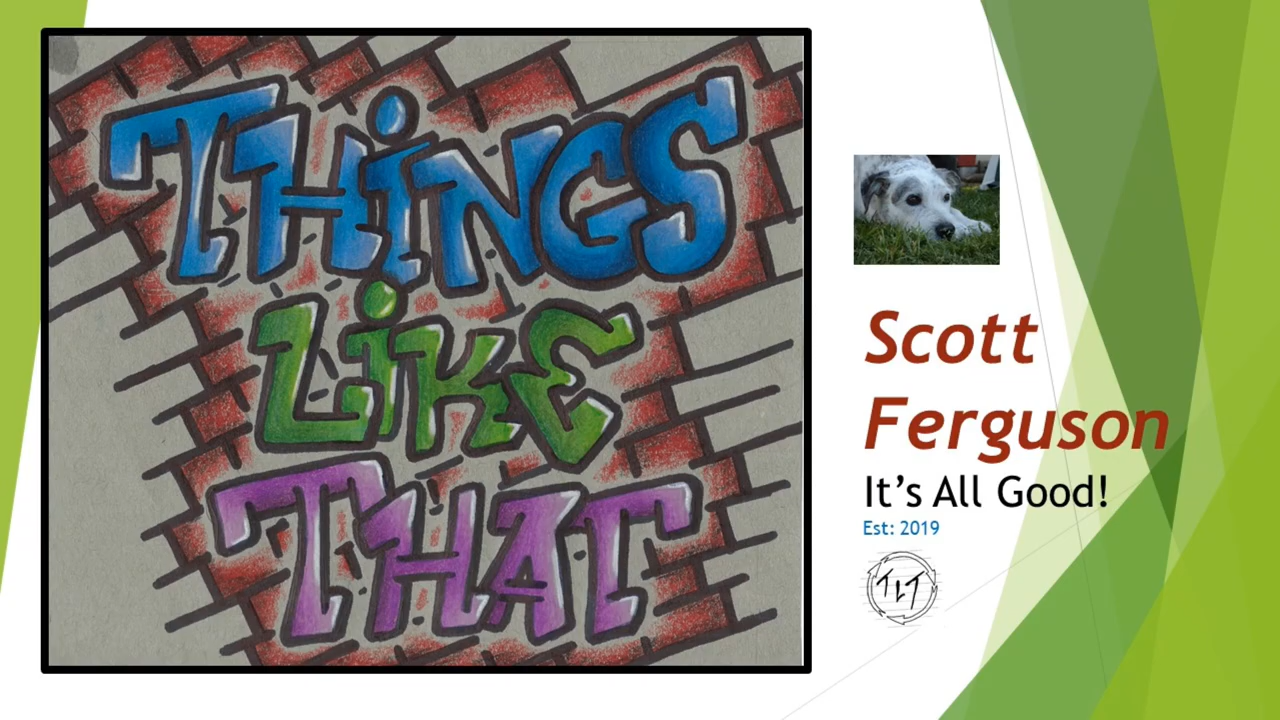 THiNGS
LiKE
THAT
Scott
Ferguson
It's All Good!
Est: 2019
TLT